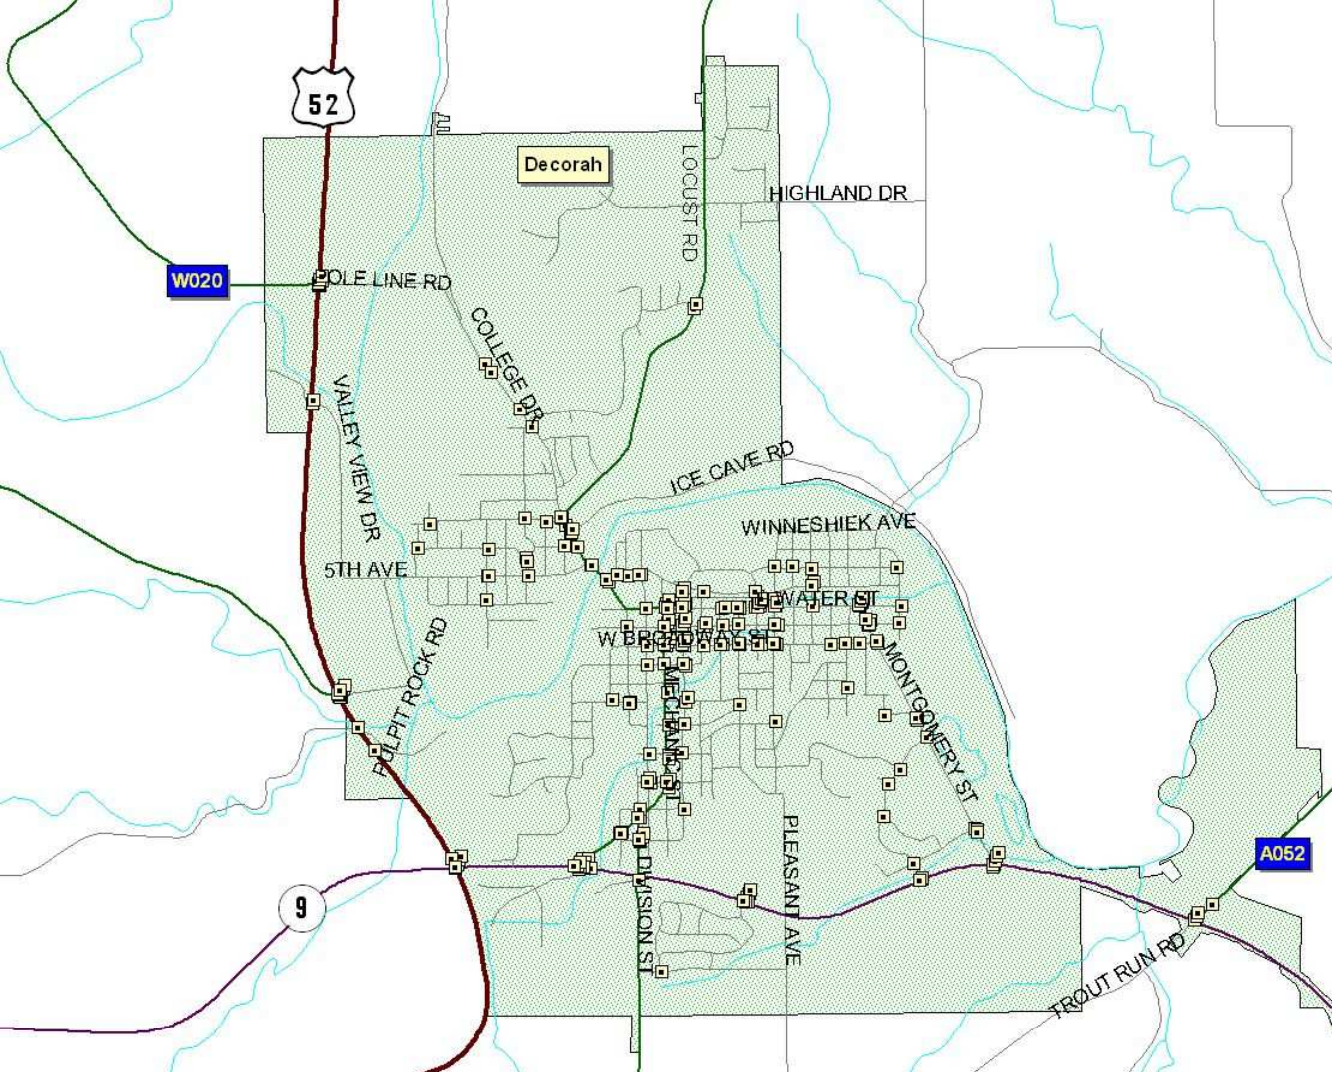 52
Decorah
LOCUST RD
HIGHLAND DR
W020
POLE LINE RD
COLLEGE DR
VALLEY VIEW DR
ICE CAVE RD
WINNESHIEK AVE
5TH AVE
WATER ST
W BROADWAY ST
PULPIT ROCK RD
MECHANIC ST
MONTGOMERY ST
PLEASANT AVE
A052
9
DIVISION ST
TROUT RUN RD